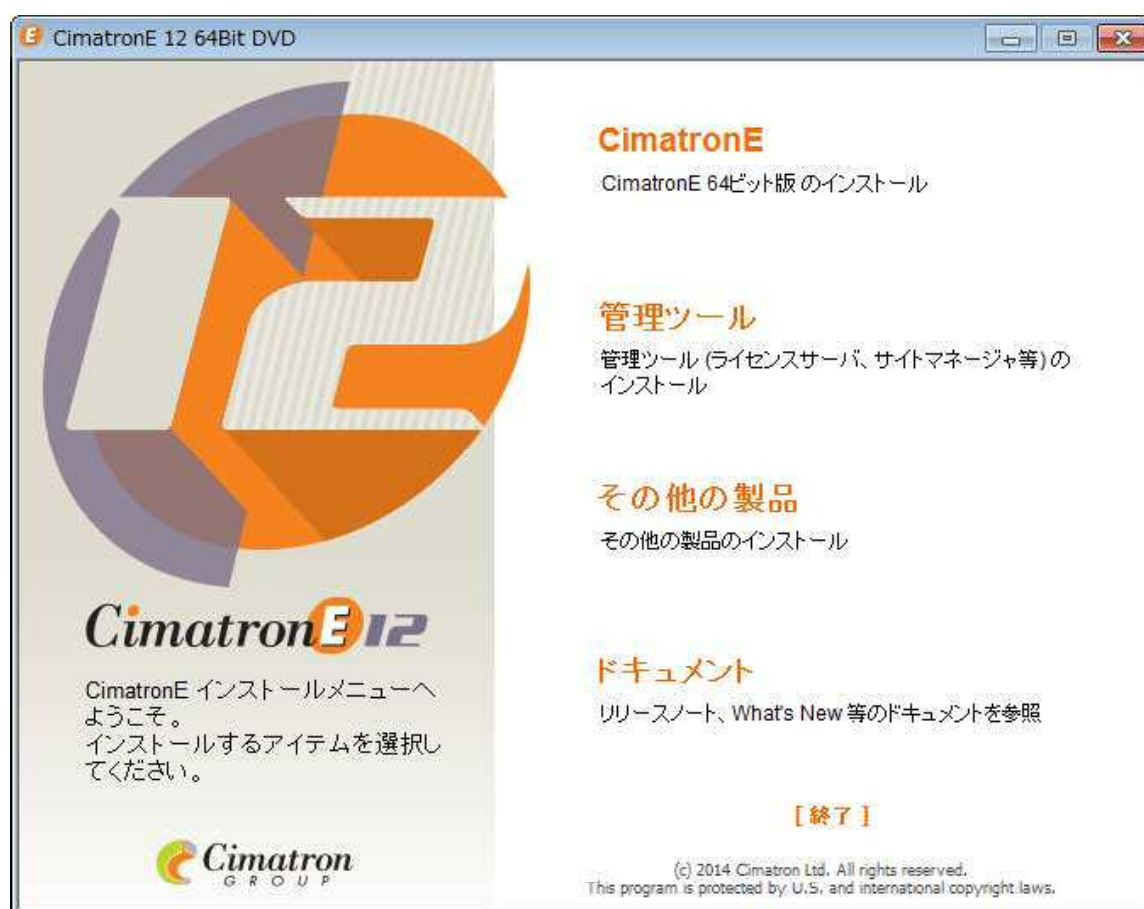 CimatronE 12 64Bit DVD
12
CimatronE 12
CimatronE インストールメニューへ
ようこそ。
インストールするアイテムを選択し
てください。
Cimatron
GROUP
CimatronE
CimatronE 64ビット版 のインストール
管理ツール
管理ツール (ライセンスサーバ、サイトマネージャ等) の
インストール
その他の製品
その他の製品のインストール
ドキュメント
リリースノート、What's New 等のドキュメントを参照
[ 終了 ]
(c) 2014 Cimatron Ltd. All rights reserved.
This program is protected by U.S. and international copyright laws.